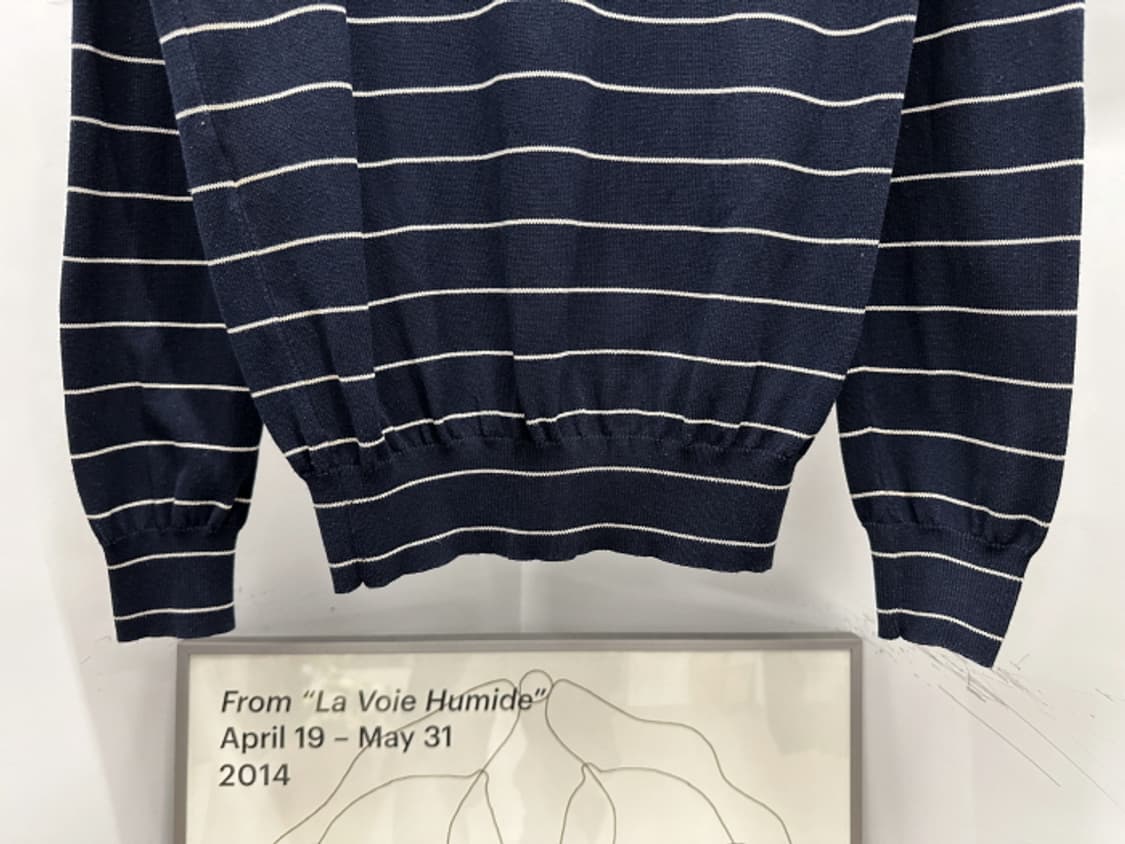 From “La Voie Humide”
April 19 – May 31
2014